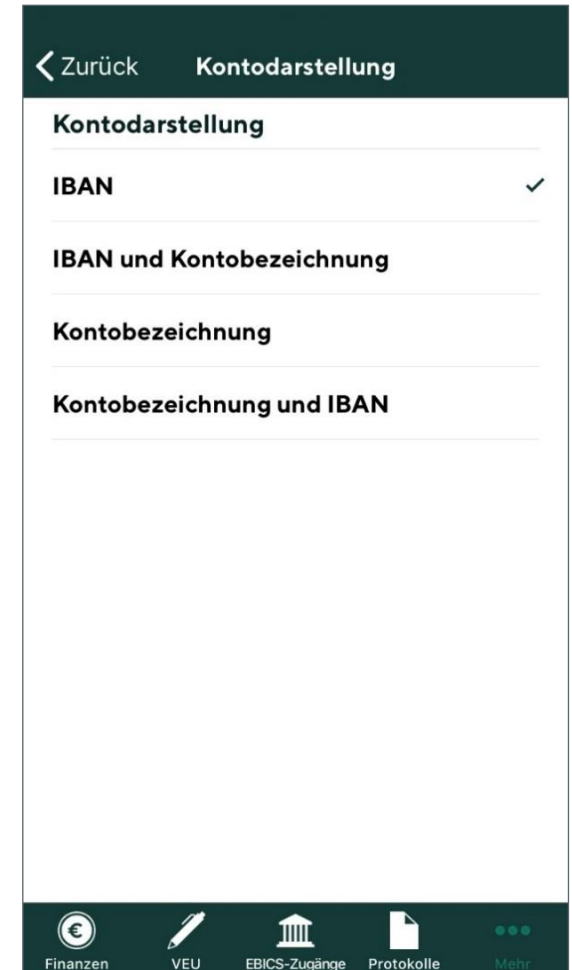 Zurück Kontodarstellung
Kontodarstellung
IBAN
IBAN und Kontobezeichnung
Kontobezeichnung
Kontobezeichnung und IBAN
Finanzen VEU EBICS-Zugänge Protokolle Mehr